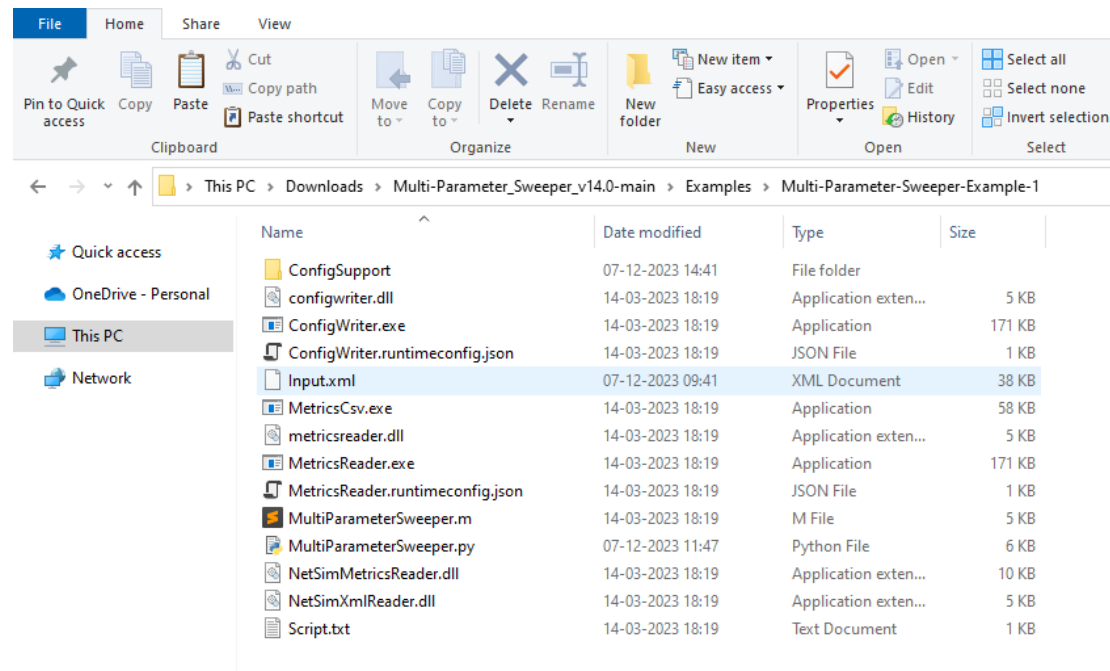 File Home Share View
Pin to Quick access
Copy
Paste
Cut
Copy path
Paste shortcut
Clipboard
Move to
Copy to
Delete
Rename
Organize
New folder
New item
Easy access
New
Properties
Open
Edit
History
Open
Select all
Select none
Invert selection
Select
This PC > Downloads > Multi-Parameter_Sweeper_v14.0-main > Examples > Multi-Parameter-Sweeper-Example-1
Quick access
OneDrive - Personal
This PC
Network
Name Date modified Type Size
ConfigSupport 07-12-2023 14:41 File folder
configwriter.dll 14-03-2023 18:19 Application exten... 5 KB
ConfigWriter.exe 14-03-2023 18:19 Application 171 KB
ConfigWriter.runtimeconfig.json 14-03-2023 18:19 JSON File 1 KB
Input.xml 07-12-2023 09:41 XML Document 38 KB
MetricsCsv.exe 14-03-2023 18:19 Application 58 KB
metricsreader.dll 14-03-2023 18:19 Application exten... 5 KB
MetricsReader.exe 14-03-2023 18:19 Application 171 KB
MetricsReader.runtimeconfig.json 14-03-2023 18:19 JSON File 1 KB
MultiParameterSweeper.m 14-03-2023 18:19 M File 5 KB
MultiParameterSweeper.py 07-12-2023 11:47 Python File 6 KB
NetSimMetricsReader.dll 14-03-2023 18:19 Application exten... 10 KB
NetSimXmlReader.dll 14-03-2023 18:19 Application exten... 5 KB
Script.txt 14-03-2023 18:19 Text Document 1 KB